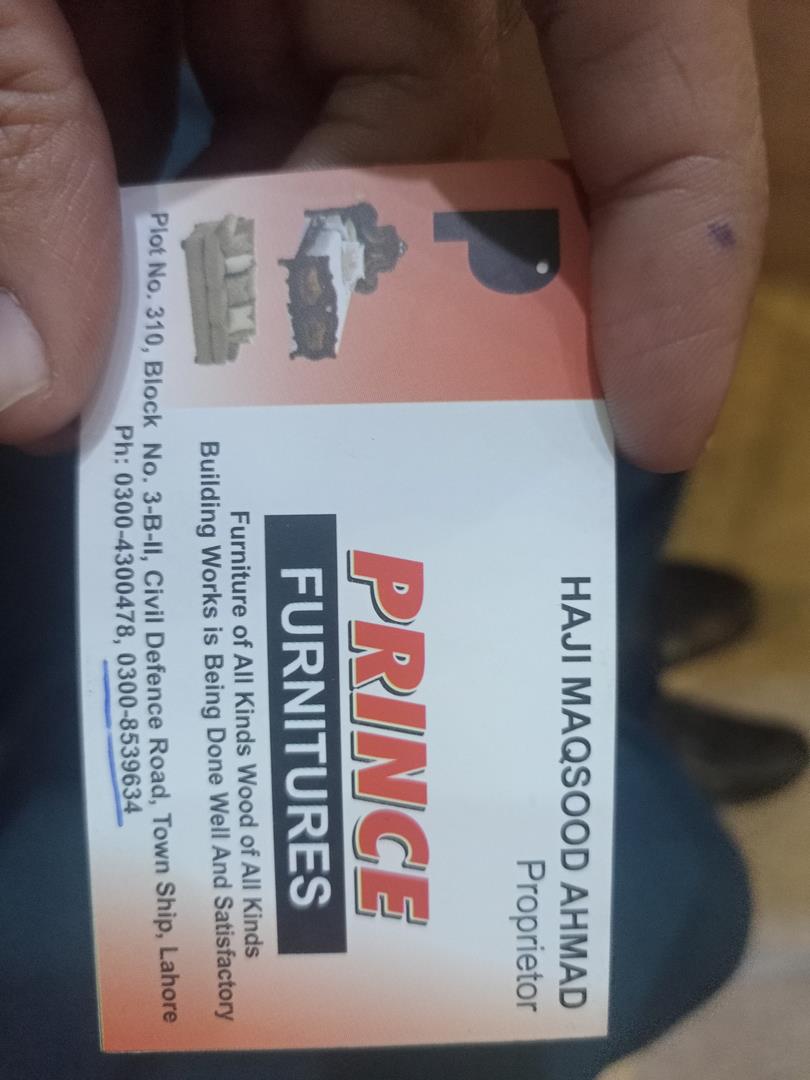 P
HAJI MAQSOOD AHMAD
Proprietor
PRINCE
FURNITURES
Furniture of All Kinds Wood of All Kinds
Building Works is Being Done Well And Satisfactory
Plot No. 310, Block No. 3-B-II, Civil Defence Road, Town Ship, Lahore
Ph: 0300-4300478, 0300-8539634